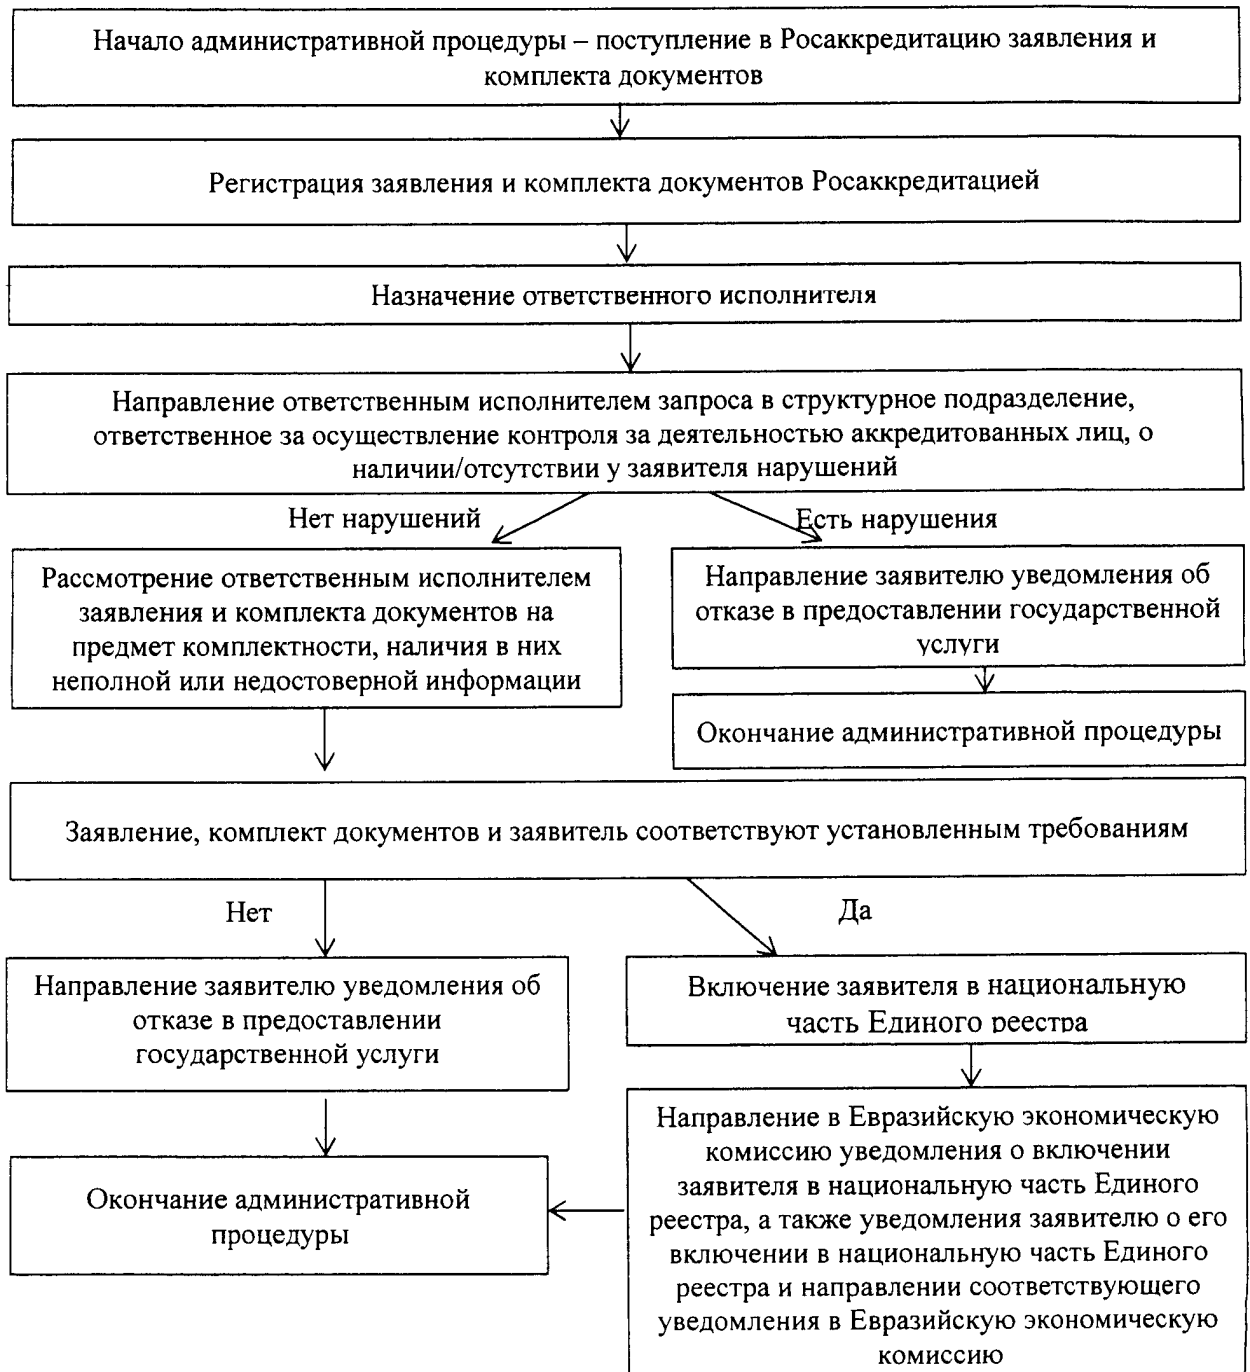 Начало административной процедуры – поступление в Росаккредитацию заявления и
комплекта документов
Регистрация заявления и комплекта документов Росаккредитацией
Назначение ответственного исполнителя
Направление ответственным исполнителем запроса в структурное подразделение,
ответственное за осуществление контроля за деятельностью аккредитованных лиц, о
наличии/отсутствии у заявителя нарушений
Нет нарушений
Есть нарушения
Рассмотрение ответственным исполнителем
заявления и комплекта документов на
предмет комплектности, наличия в них
неполной или недостоверной информации
Направление заявителю уведомления об
отказе в предоставлении государственной
услуги
Окончание административной процедуры
Заявление, комплект документов и заявитель соответствуют установленным требованиям
Нет
Да
Направление заявителю уведомления об
отказе в предоставлении
государственной услуги
Включение заявителя в национальную
часть Единого реестра
Окончание административной
процедуры
Направление в Евразийскую экономическую
комиссию уведомления о включении
заявителя в национальную часть Единого
реестра, а также уведомления заявителю о его
включении в национальную часть Единого
реестра и направлении соответствующего
уведомления в Евразийскую экономическую
комиссию